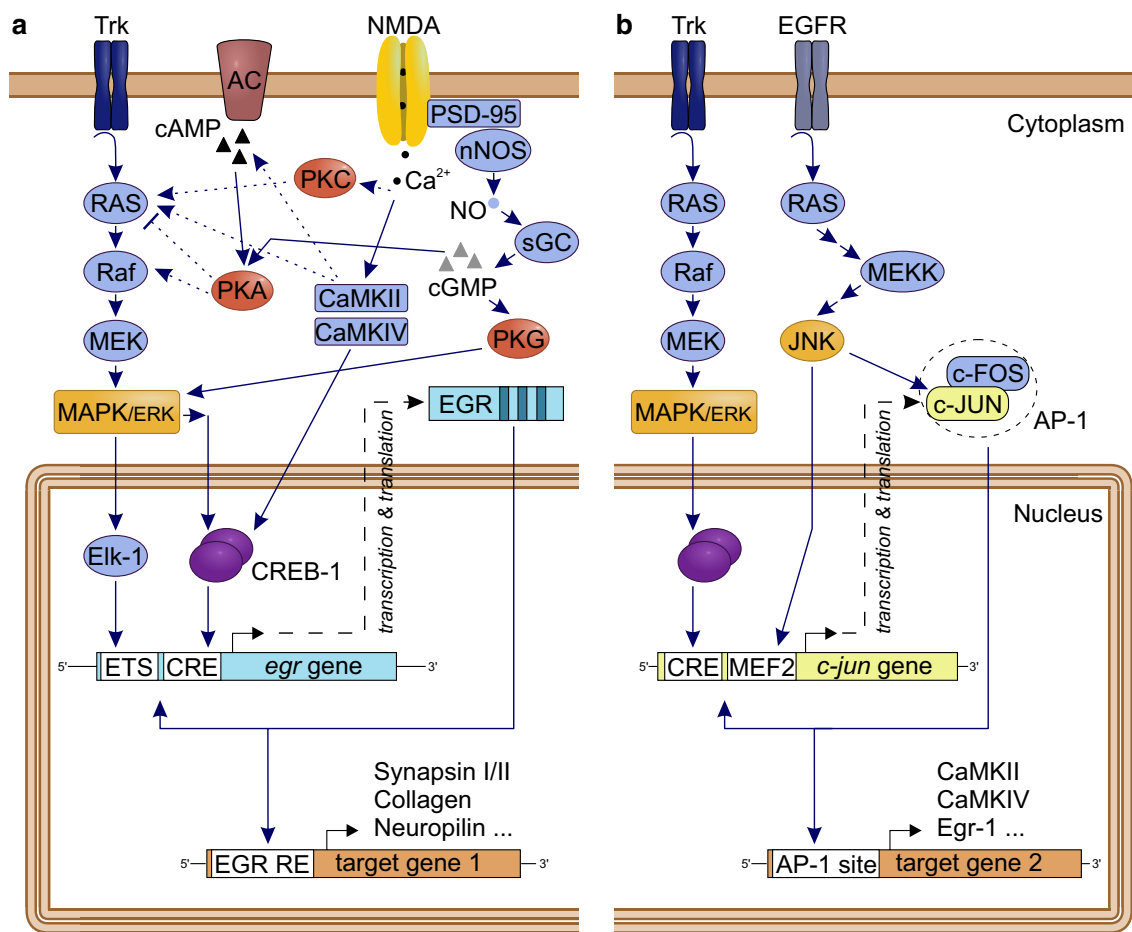 a
Trk
AC
NMDA
cAMP
PSD-95
nNOS
Ca2+
PKC
NO
RAS
sGC
Raf
PKA
cGMP
CaMKII
CaMKIV
MEK
PKG
MAPK/ERK
EGR
transcription & translation
Elk-1
CREB-1
5'
ETS
CRE
egr gene
3'
Synapsin I/II
Collagen
Neuropilin ...
5'
EGR RE
target gene 1
3'
b
Trk
EGFR
Cytoplasm
RAS
RAS
Raf
MEKK
MEK
JNK
c-FOS
c-JUN
AP-1
MAPK/ERK
transcription & translation
Nucleus
5'
CRE
MEF2
c-jun gene
3'
CaMKII
CaMKIV
Egr-1 ...
5'
AP-1 site
target gene 2
3'